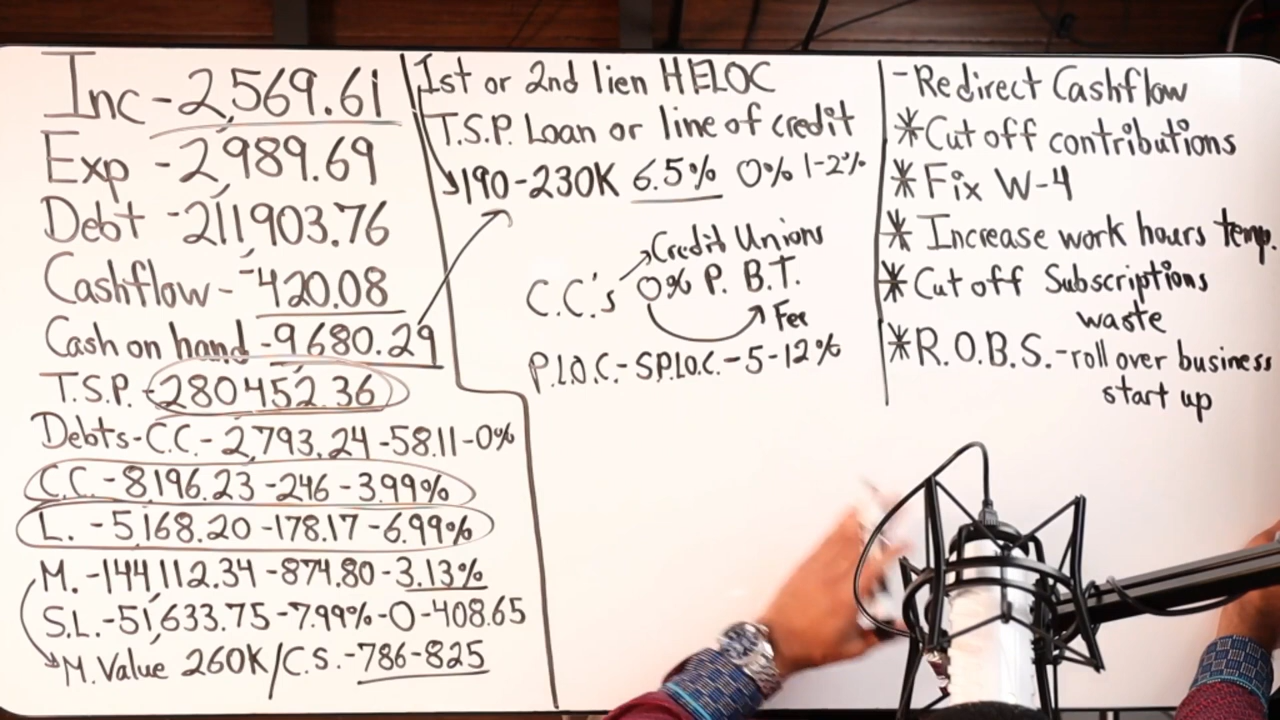 Inc - 2,569.61
Exp - 2,989.69
Debt - 211,903.76
Cashflow - -420.08
Cash on hand - 9,680.29
T.S.P. - 280,452.36
Debts - C.C. - 2,793.24 - 58.11 - 0%
C.C. - 8,196.23 - 246 - 3.99%
L. - 5,168.20 - 178.17 - 6.99%
M. - 144,112.34 - 874.80 - 3.13%
S.L. - 51,633.75 - 7.99% - 0 - 408.65
M. Value 260K / C.S. - 786-825
1st or 2nd lien HELOC
T.S.P. Loan or line of credit
190-230K 6.5% 0% 1-2%
Credit Unions
C.C.'s 0% P. B.T.
Fee
P.L.O.C. - S.P.L.O.C. - 5-12%
- Redirect Cashflow
* Cut off contributions
* Fix W-4
* Increase work hours temp.
* Cut off Subscriptions
waste
* R.O.B.S. - roll over business
start up